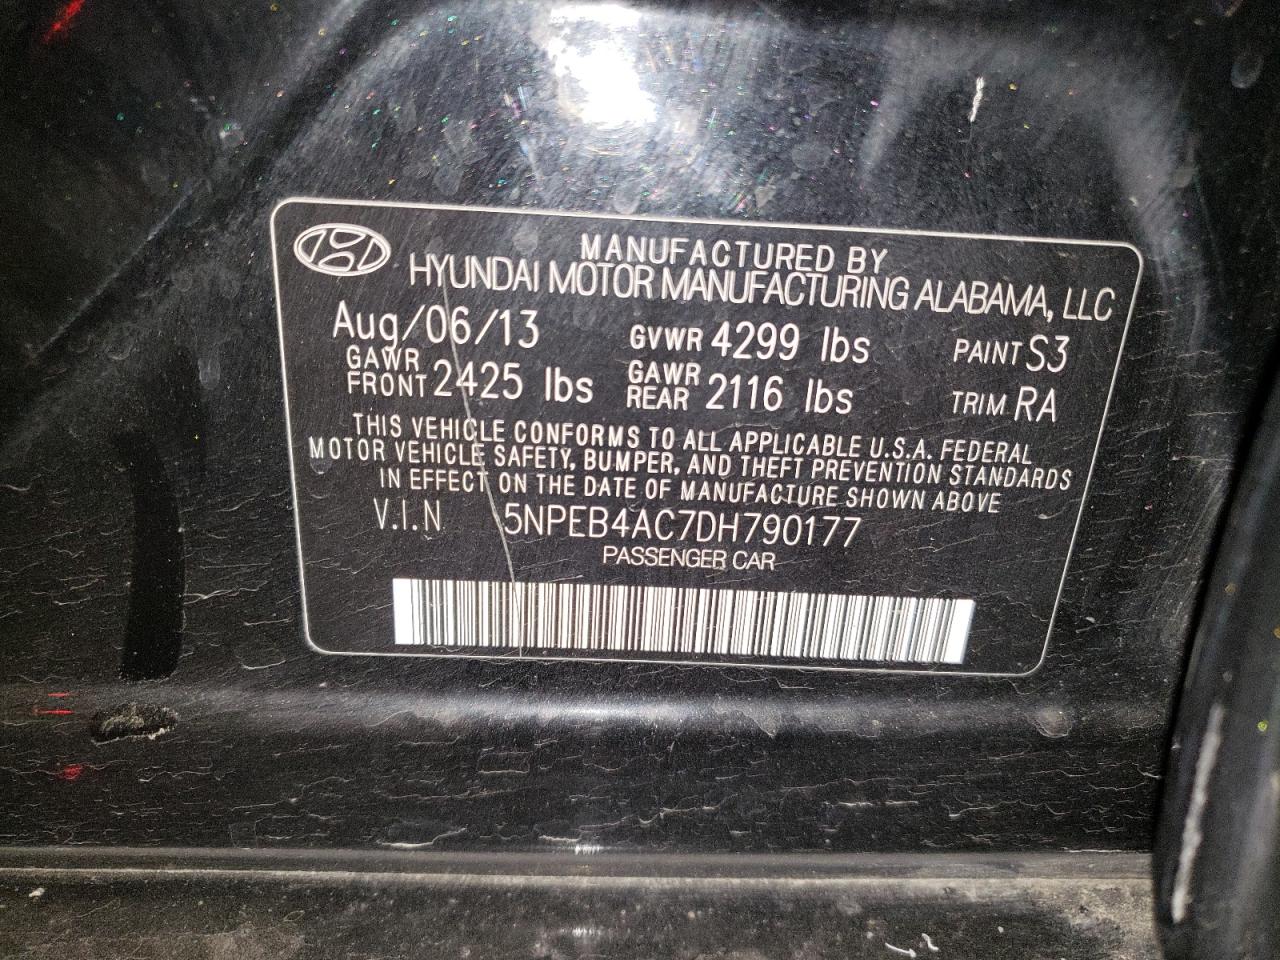 MANUFACTURED BY
HYUNDAI MOTOR MANUFACTURING ALABAMA, LLC
Aug/06/13 GVWR 4299 lbs PAINT S3
GAWR FRONT 2425 lbs GAWR REAR 2116 lbs TRIM RA
THIS VEHICLE CONFORMS TO ALL APPLICABLE U.S.A. FEDERAL
MOTOR VEHICLE SAFETY, BUMPER, AND THEFT PREVENTION STANDARDS
IN EFFECT ON THE DATE OF MANUFACTURE SHOWN ABOVE
V.I.N 5NPEB4AC7DH790177
PASSENGER CAR